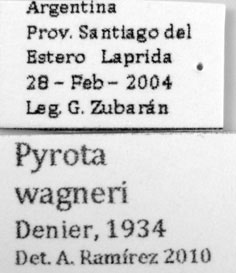 Argentina
Prov. Santiago del
Estero Laprida
28 – Feb – 2004
Leg. G. Zubarán
Pyrota
wagneri
Denier, 1934
Det. A. Ramírez 2010